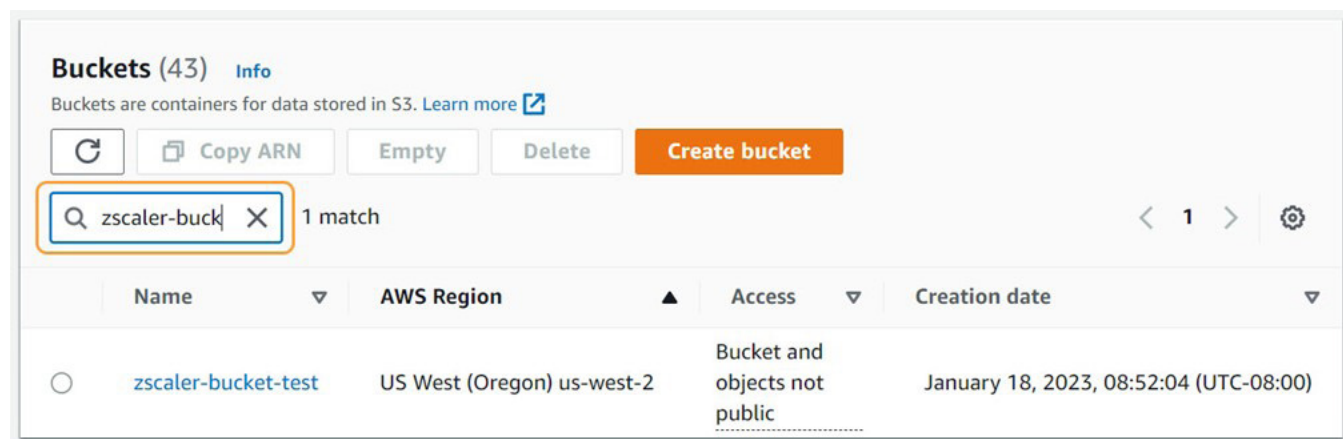 Buckets (43) Info
Buckets are containers for data stored in S3. Learn more
Copy ARN Empty Delete Create bucket
zscaler-buck 1 match 1
Name AWS Region Access Creation date
Bucket and
zscaler-bucket-test US West (Oregon) us-west-2 objects not January 18, 2023, 08:52:04 (UTC-08:00)
public